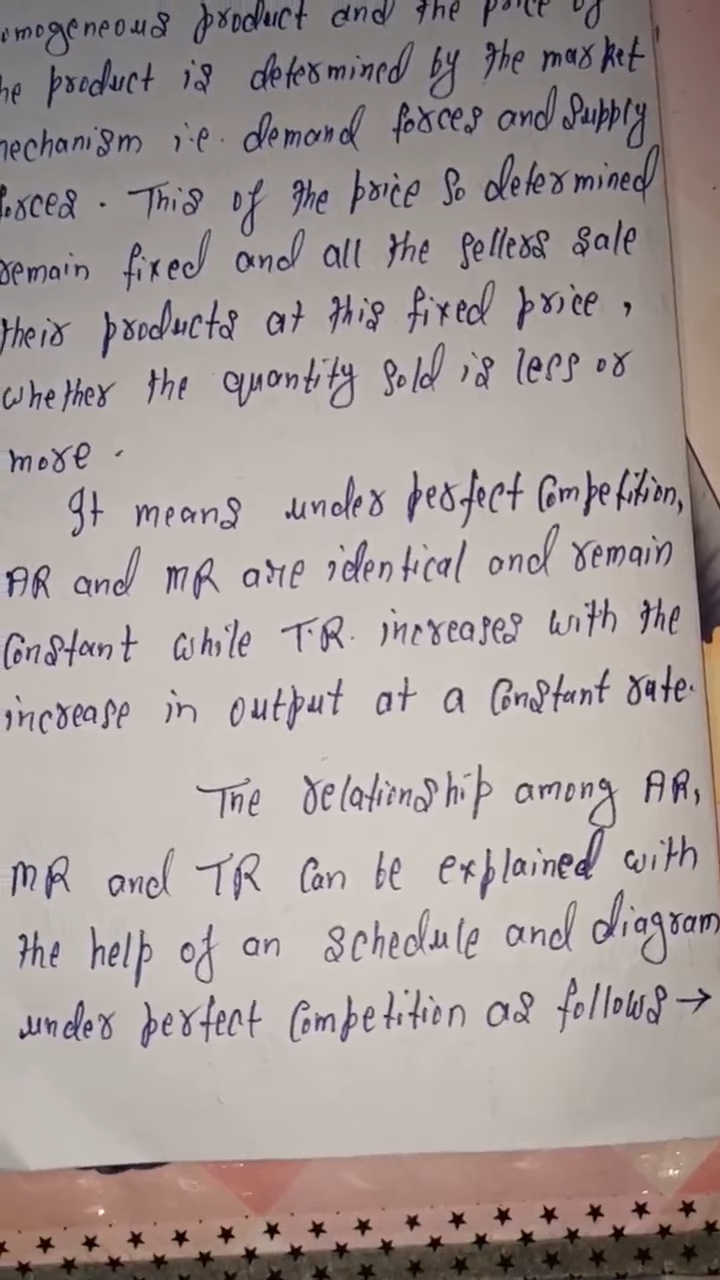 omogeneous product and the price of
he product is determined by the market
mechanism i.e. demand forces and supply
forces. This of the price so determined
remain fixed and all the sellers sale
their products at this fixed price,
whether the quantity sold is less or
more.
It means under perfect Competition,
AR and MR are identical and remain
Constant while T.R. increases with the
increase in output at a Constant rate.
The relationship among AR,
MR and TR Can be explained with
the help of an schedule and diagram
under perfect Competition as follows →